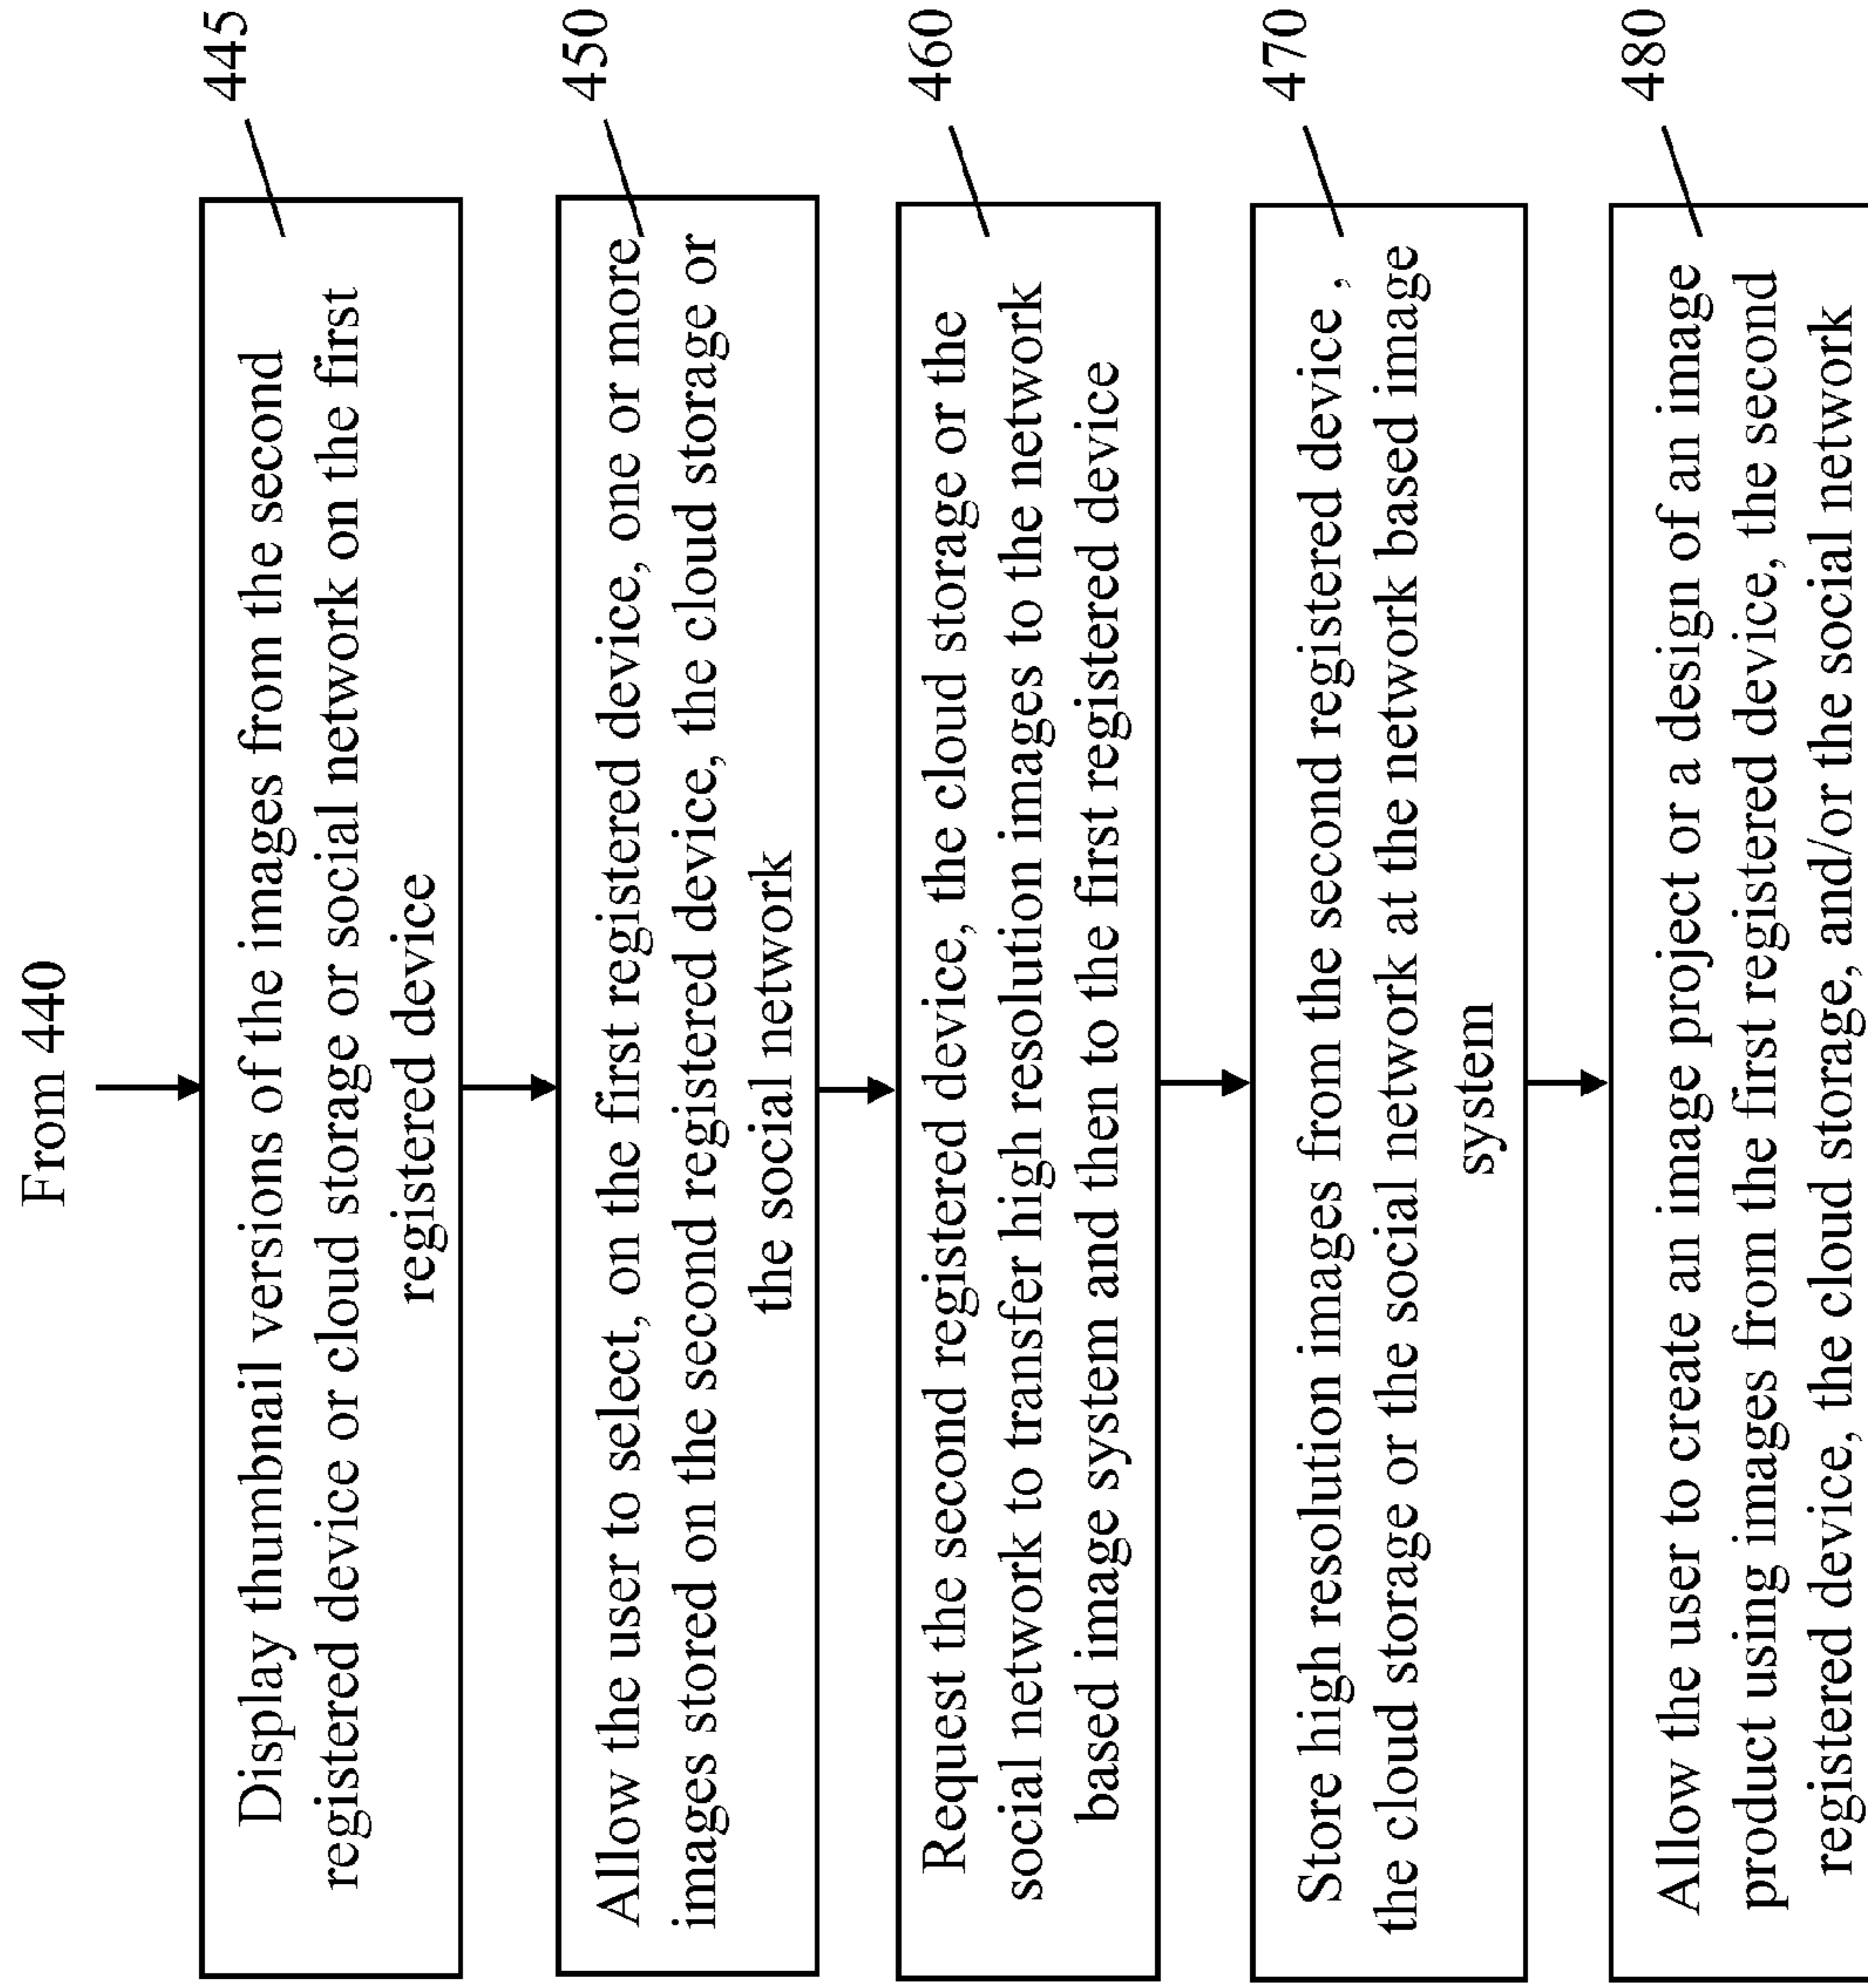 From 440
Display thumbnail versions of the images from the second
registered device or cloud storage or social network on the first
registered device
445
Allow the user to select, on the first registered device, one or more
images stored on the second registered device, the cloud storage or
the social network
450
Request the second registered device, the cloud storage or the
social network to transfer high resolution images to the network
based image system and then to the first registered device
460
Store high resolution images from the second registered device ,
the cloud storage or the social network at the network based image
system
470
Allow the user to create an image project or a design of an image
product using images from the first registered device, the second
registered device, the cloud storage, and/or the social network
480